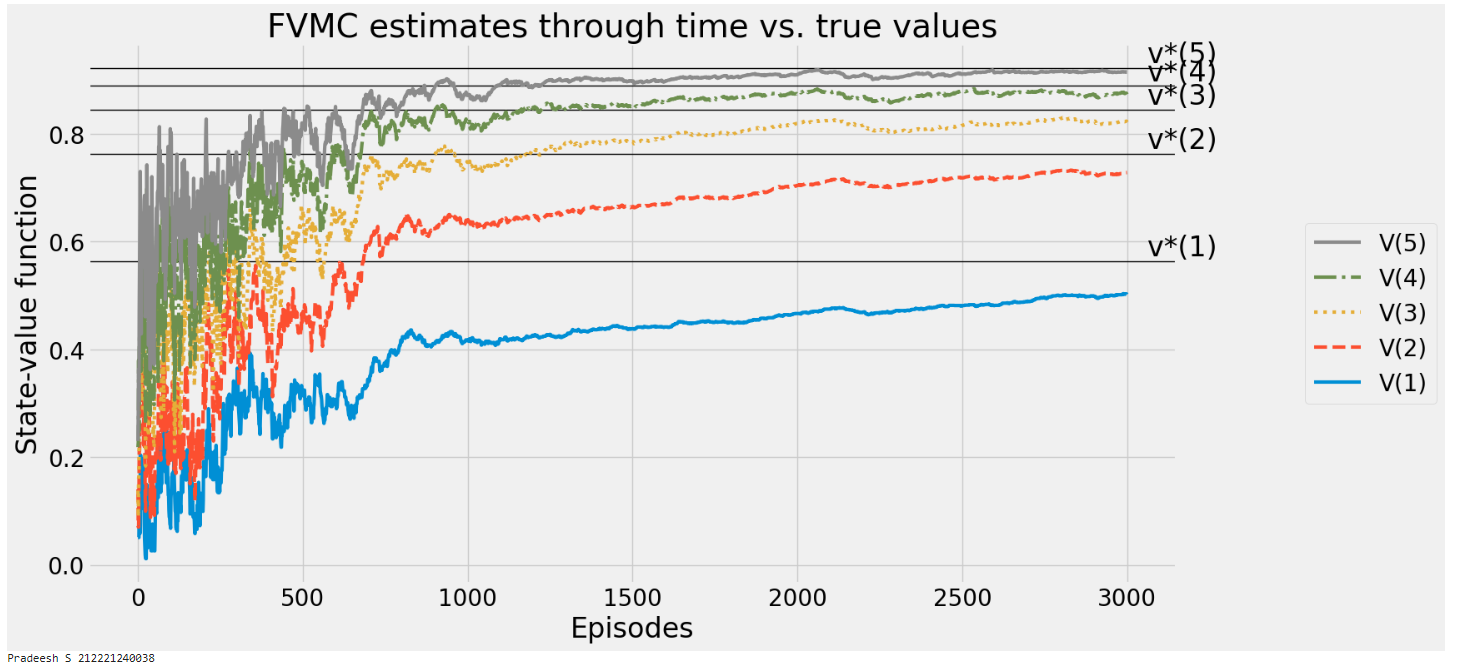 FVMC estimates through time vs. true values
v*(5)
v*(4)
v*(3)
v*(2)
v*(1)
State-value function
0.8
0.6
0.4
0.2
0.0
0 500 1000 1500 2000 2500 3000
Episodes
V(5)
V(4)
V(3)
V(2)
V(1)
Pradeesh S 212221240038